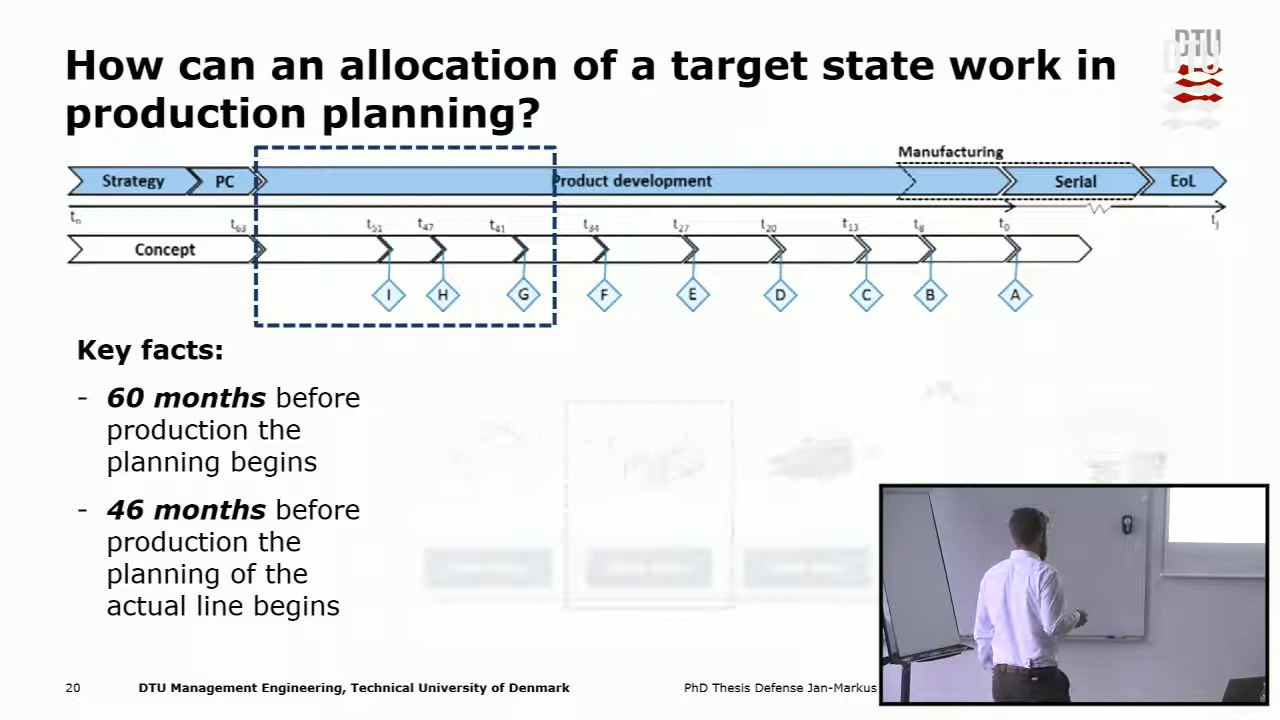 How can an allocation of a target state work in
production planning?
DTU
Manufacturing
Strategy PC Product development Serial EoL
tn tj
t63 t51 t47 t41 t34 t27 t20 t13 t8 t0
Concept
I H G F E D C B A
Key facts:
- 60 months before
production the
planning begins
- 46 months before
production the
planning of the
actual line begins
20 DTU Management Engineering, Technical University of Denmark PhD Thesis Defense Jan-Markus